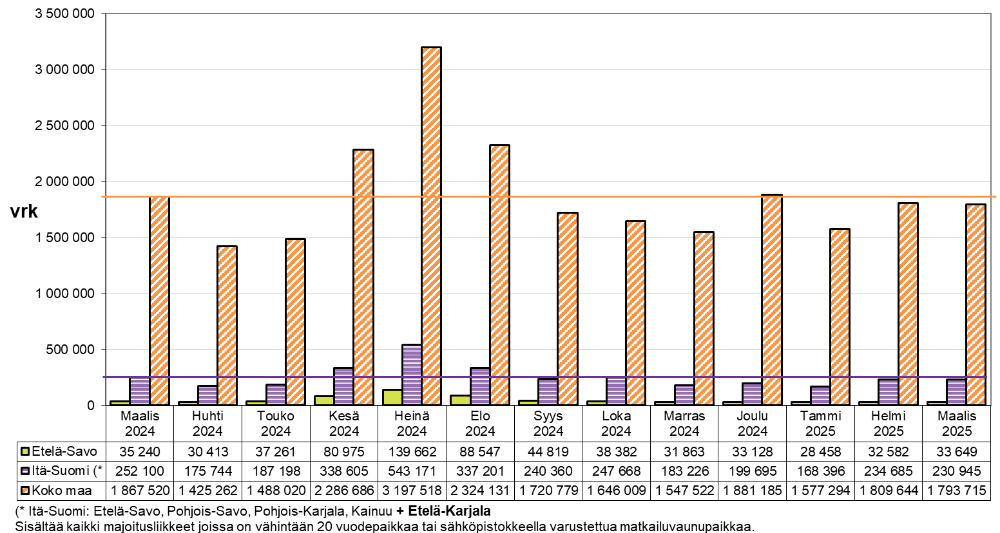 3 500 000
3 000 000
2 500 000
2 000 000
vrk
1 500 000
1 000 000
500 000
0
Maalis 2024 Huhti 2024 Touko 2024 Kesä 2024 Heinä 2024 Elo 2024 Syys 2024 Loka 2024 Marras 2024 Joulu 2024 Tammi 2025 Helmi 2025 Maalis 2025
Etelä-Savo 35 240 30 413 37 261 80 975 139 662 88 547 44 819 38 382 31 863 33 128 28 458 32 582 33 649
Itä-Suomi (* 252 100 175 744 187 198 338 605 543 171 337 201 240 360 247 668 183 226 199 695 168 396 234 685 230 945
Koko maa 1 867 520 1 425 262 1 488 020 2 286 686 3 197 518 2 324 131 1 720 779 1 646 009 1 547 522 1 881 185 1 577 294 1 809 644 1 793 715
(* Itä-Suomi: Etelä-Savo, Pohjois-Savo, Pohjois-Karjala, Kainuu + Etelä-Karjala
Sisältää kaikki majoitusliikkeet joissa on vähintään 20 vuodepaikkaa tai sähköpistokkeella varustettua matkailuvaunupaikkaa.